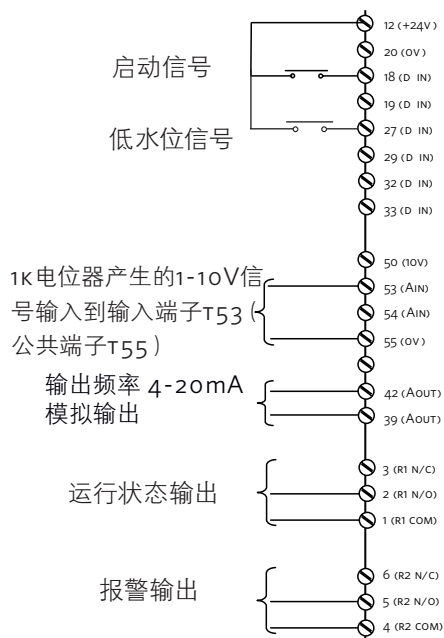 12 (+24V)
20 (0V)
启动信号
18 (D IN)
19 (D IN)
低水位信号
27 (D IN)
29 (D IN)
32 (D IN)
33 (D IN)
50 (10V)
1K电位器产生的1-10V信
号输入到输入端子T53（
公共端子T55）
53 (AIN)
54 (AIN)
55 (0V)
输出频率 4-20mA
模拟输出
42 (AOUT)
39 (AOUT)
运行状态输出
3 (R1 N/C)
2 (R1 N/O)
1 (R1 COM)
报警输出
6 (R2 N/C)
5 (R2 N/O)
4 (R2 COM)